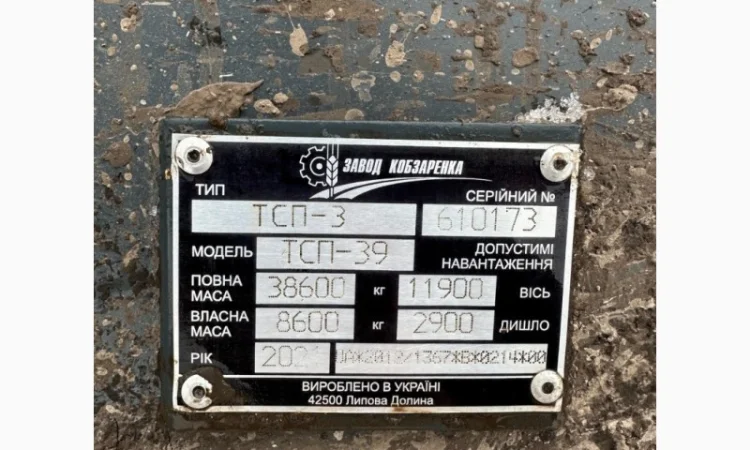 ЗАВОД КОБЗАРЕНКА
ТИП
СЕРІЙНИЙ №
ТСП-3
610173
МОДЕЛЬ ТСП-39
ДОПУСТИМІ НАВАНТАЖЕННЯ
ПОВНА МАСА 38600 кг 11900 ВІСЬ
ВЛАСНА МАСА 8600 кг 2900 ДИШЛО
РІК
ВИРОБЛЕНО В УКРАЇНІ
42500 Липова Долина